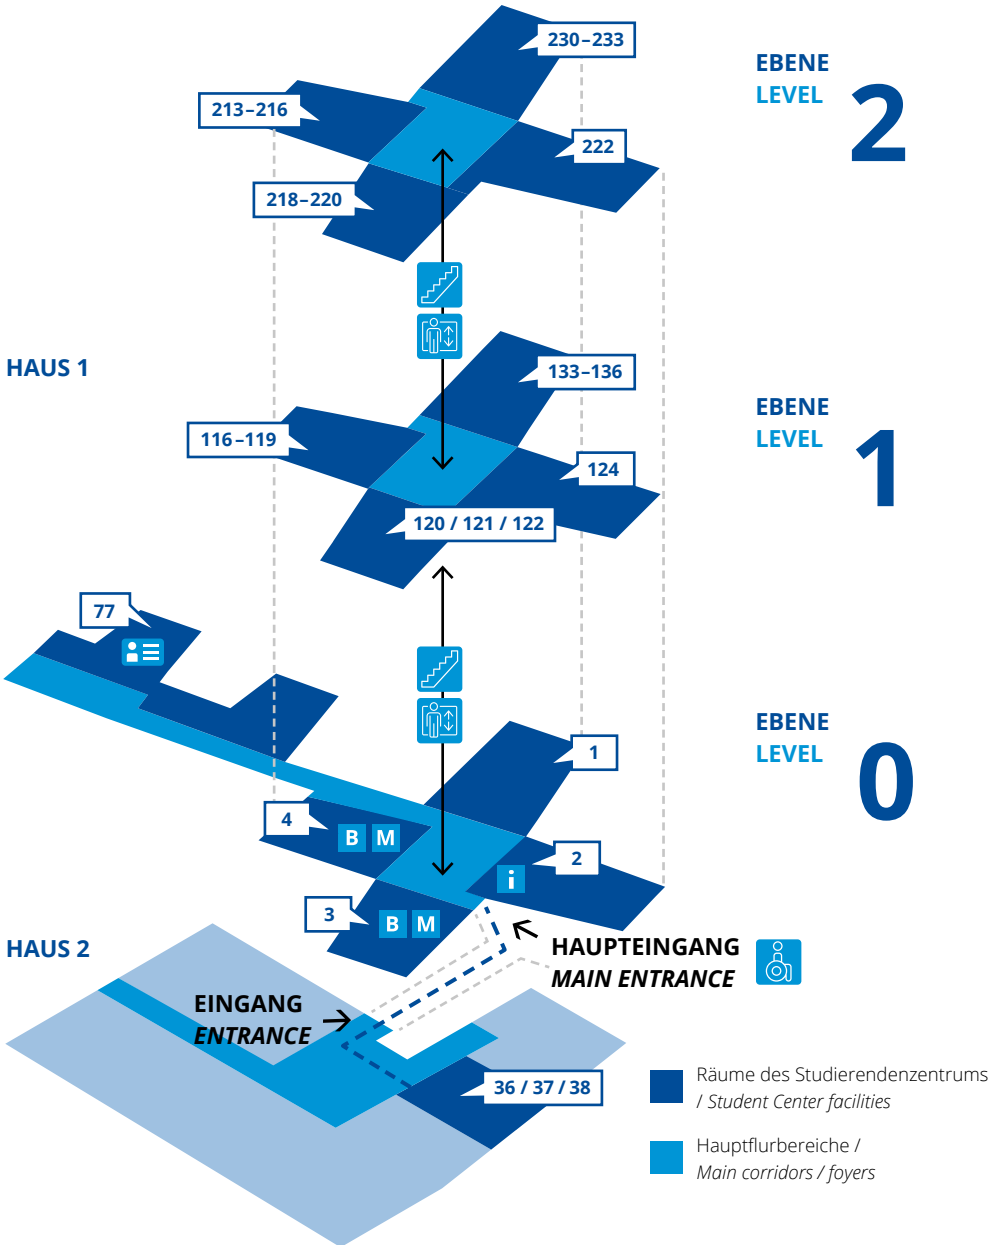 230–233
EBENE
LEVEL
2
213–216
222
218–220
HAUS 1
133–136
EBENE
LEVEL
1
116–119
124
120 / 121 / 122
77
EBENE
LEVEL
0
1
4
B M
2
i
3
B M
HAUS 2
HAUPTEINGANG
MAIN ENTRANCE
EINGANG
ENTRANCE
36 / 37 / 38
Räume des Studierendenzentrums
/ Student Center facilities
Hauptflurbereiche /
Main corridors / foyers